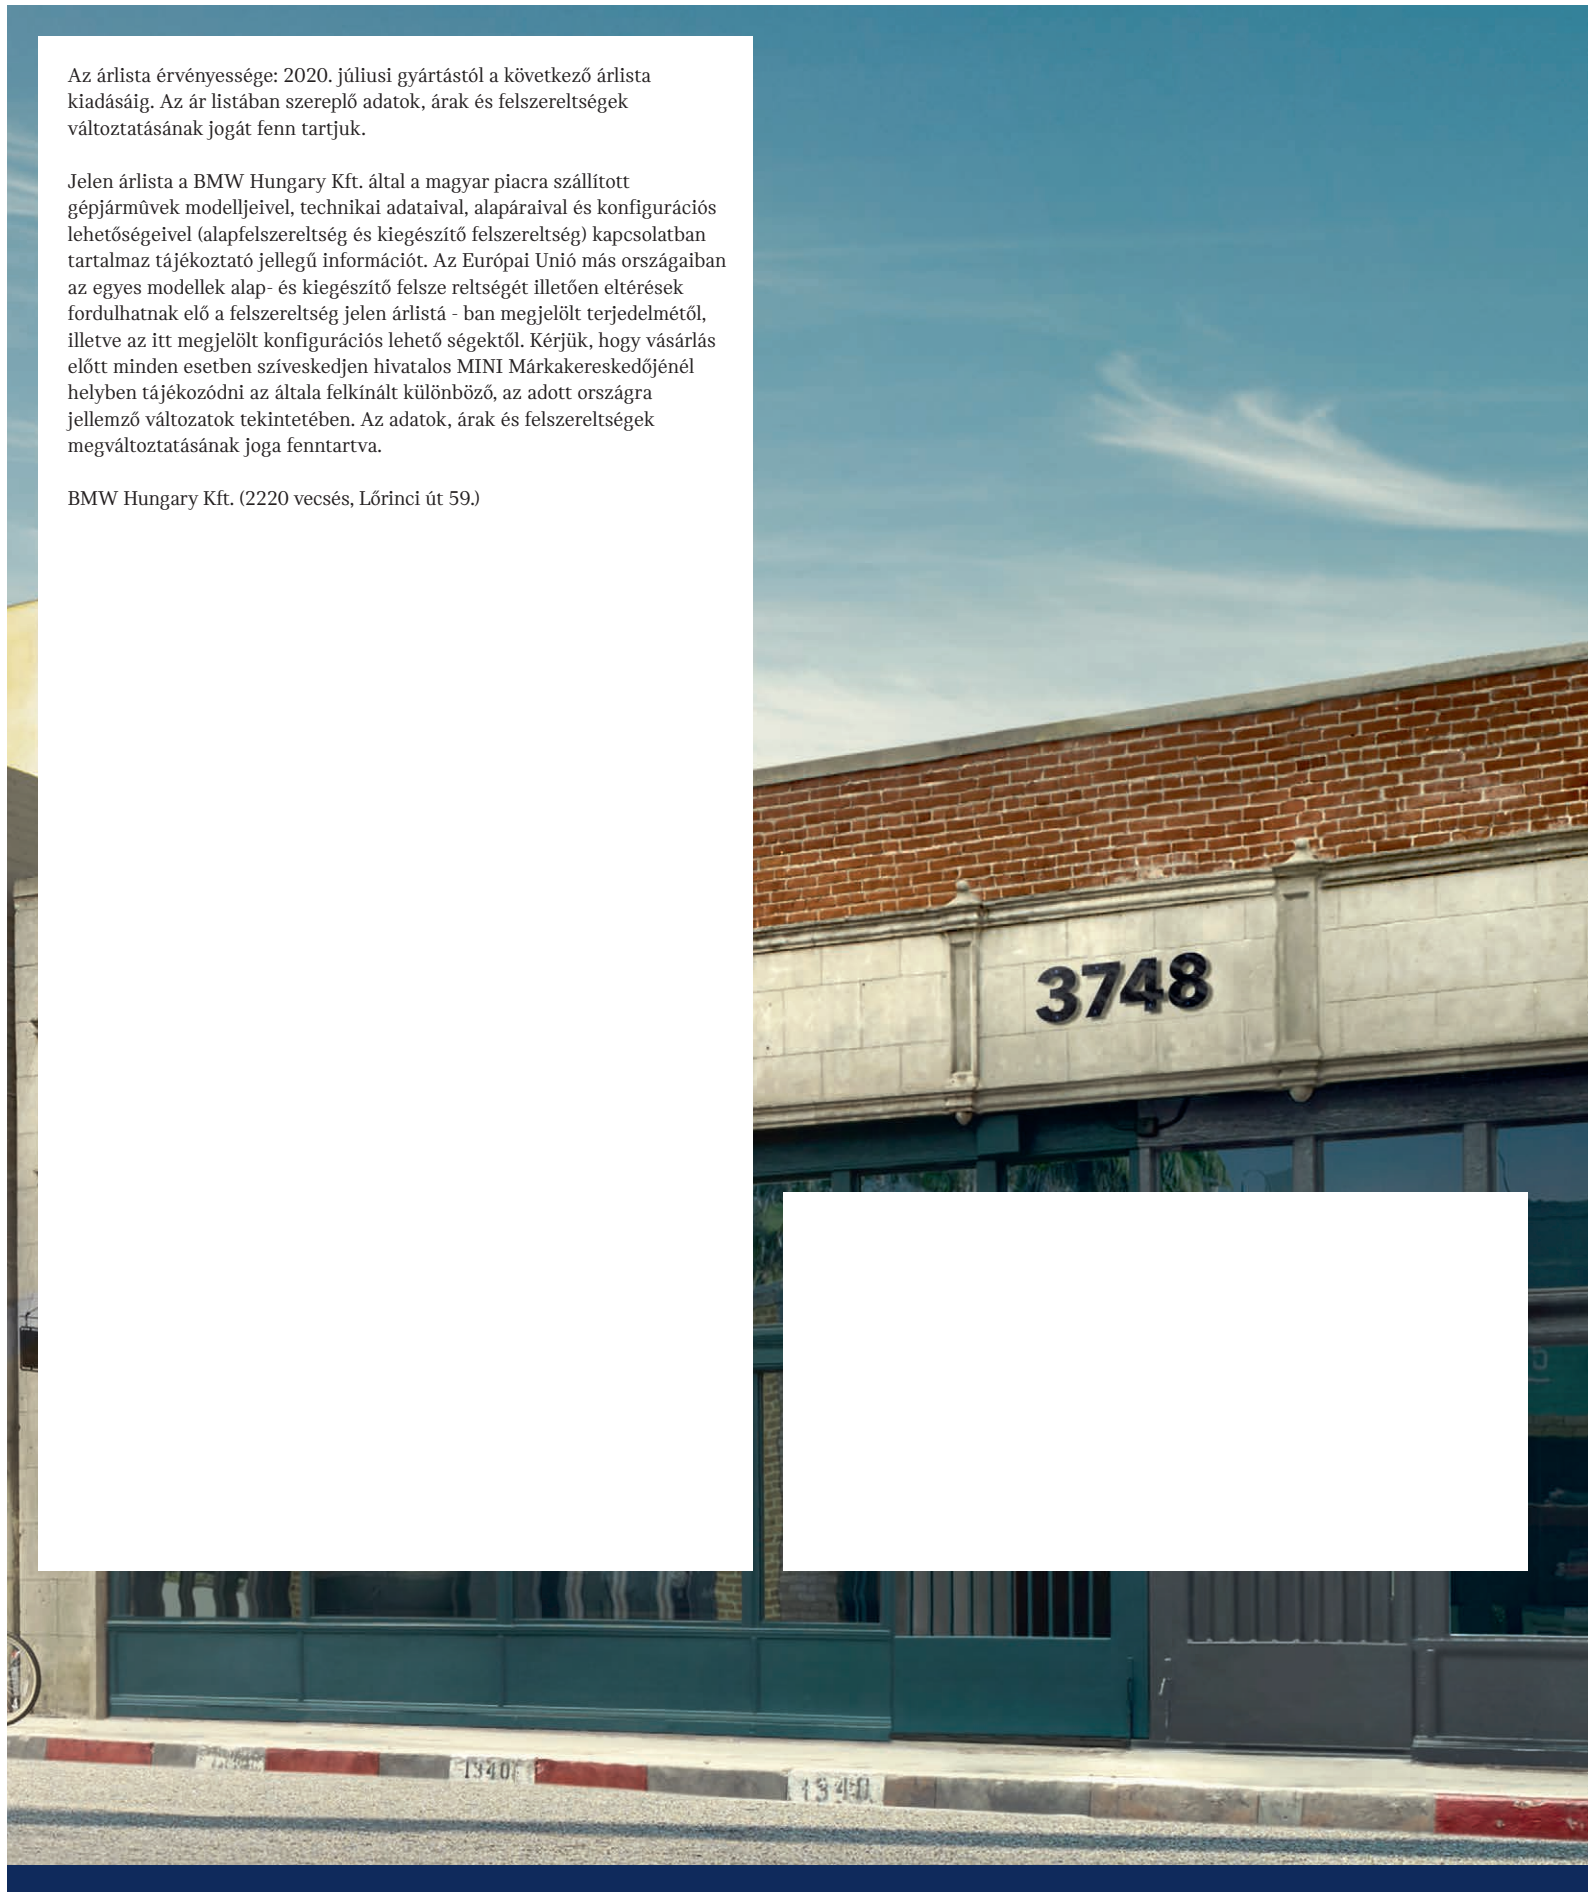 Az árlista érvényessége: 2020. júliusi gyártástól a következő árlista
kiadásáig. Az ár listában szereplő adatok, árak és felszereltségek
változtatásának jogát fenn tartjuk.
Jelen árlista a BMW Hungary Kft. által a magyar piacra szállított
gépjármûvek modelljeivel, technikai adataival, alapáraival és konfigurációs
lehetőségeivel (alapfelszereltség és kiegészítő felszereltség) kapcsolatban
tartalmaz tájékoztató jellegű információt. Az Európai Unió más országaiban
az egyes modellek alap- és kiegészítő felsze reltségét illetően eltérések
fordulhatnak elő a felszereltség jelen árlistá - ban megjelölt terjedelmétől,
illetve az itt megjelölt konfigurációs lehető ségektől. Kérjük, hogy vásárlás
előtt minden esetben szíveskedjen hivatalos MINI Márkakereskedőjénél
helyben tájékozódni az általa felkínált különböző, az adott országra
jellemző változatok tekintetében. Az adatok, árak és felszereltségek
megváltoztatásának joga fenntartva.
BMW Hungary Kft. (2220 vecsés, Lőrinci út 59.)
3748
1340
1340